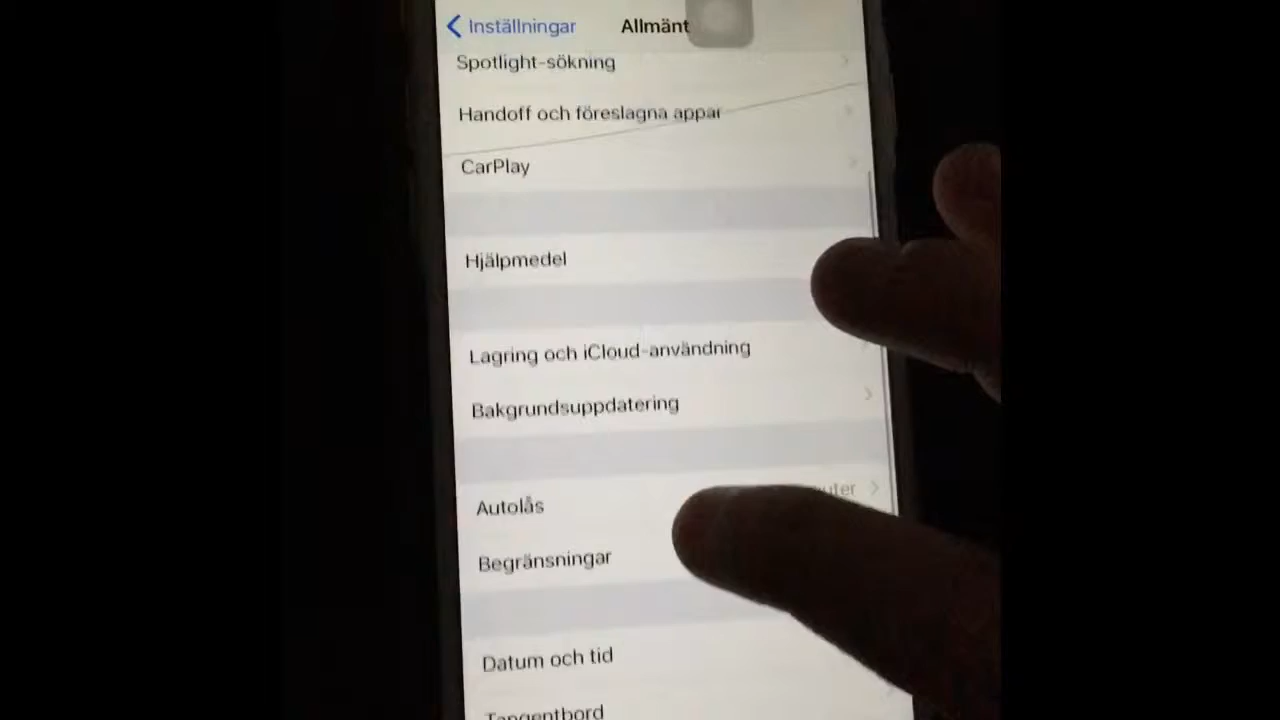 Inställningar
Allmänt
Spotlight-sökning
Handoff och föreslagna appar
CarPlay
Hjälpmedel
Lagring och iCloud-användning
Bakgrundsuppdatering
Autolås
Begränsningar
Datum och tid
Tangentbord